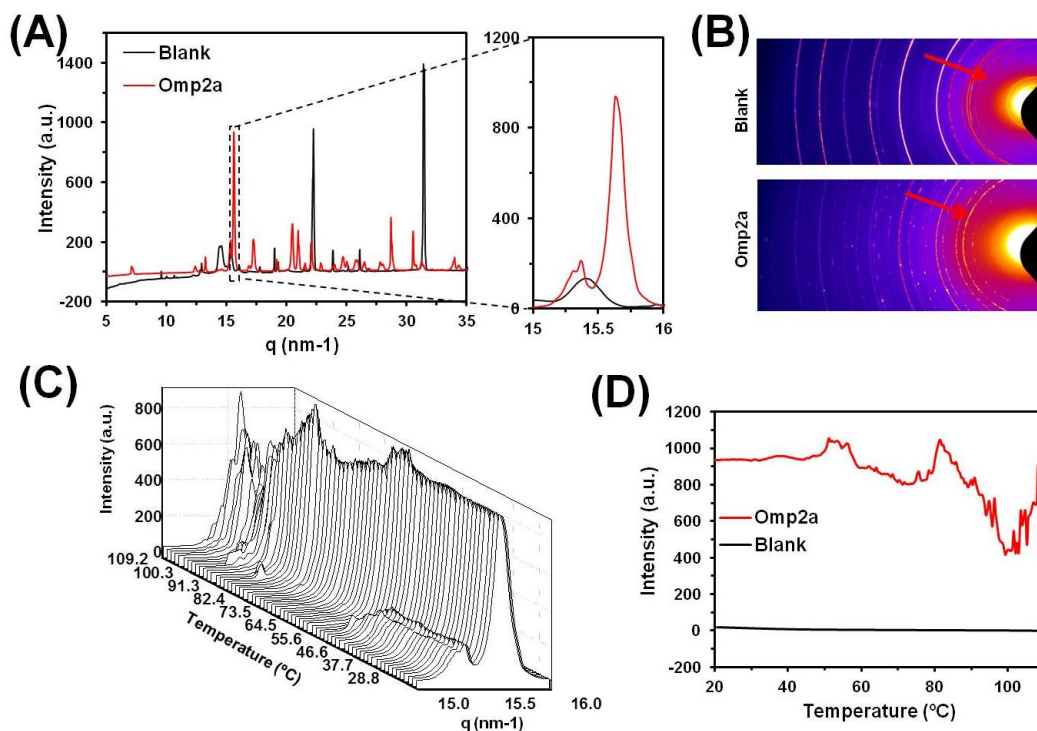 (A)
Blank
Omp2a
Intensity (a.u.)
1400
1000
600
200
-200
5 10 15 20 25 30 35
q (nm-1)
1200
800
400
0
15 15.5 16
(B)
Blank
Omp2a
(C)
Intensity (a.u.)
800
600
400
200
0
109.2
100.3
91.3
82.4
73.5
64.5
55.6
46.6
37.7
28.8
Temperature (ºC)
15.0 15.5 16.0
q (nm-1)
(D)
Intensity (a.u.)
1200
1000
800
600
400
200
0
-200
Omp2a
Blank
20 40 60 80 100
Temperature (ºC)